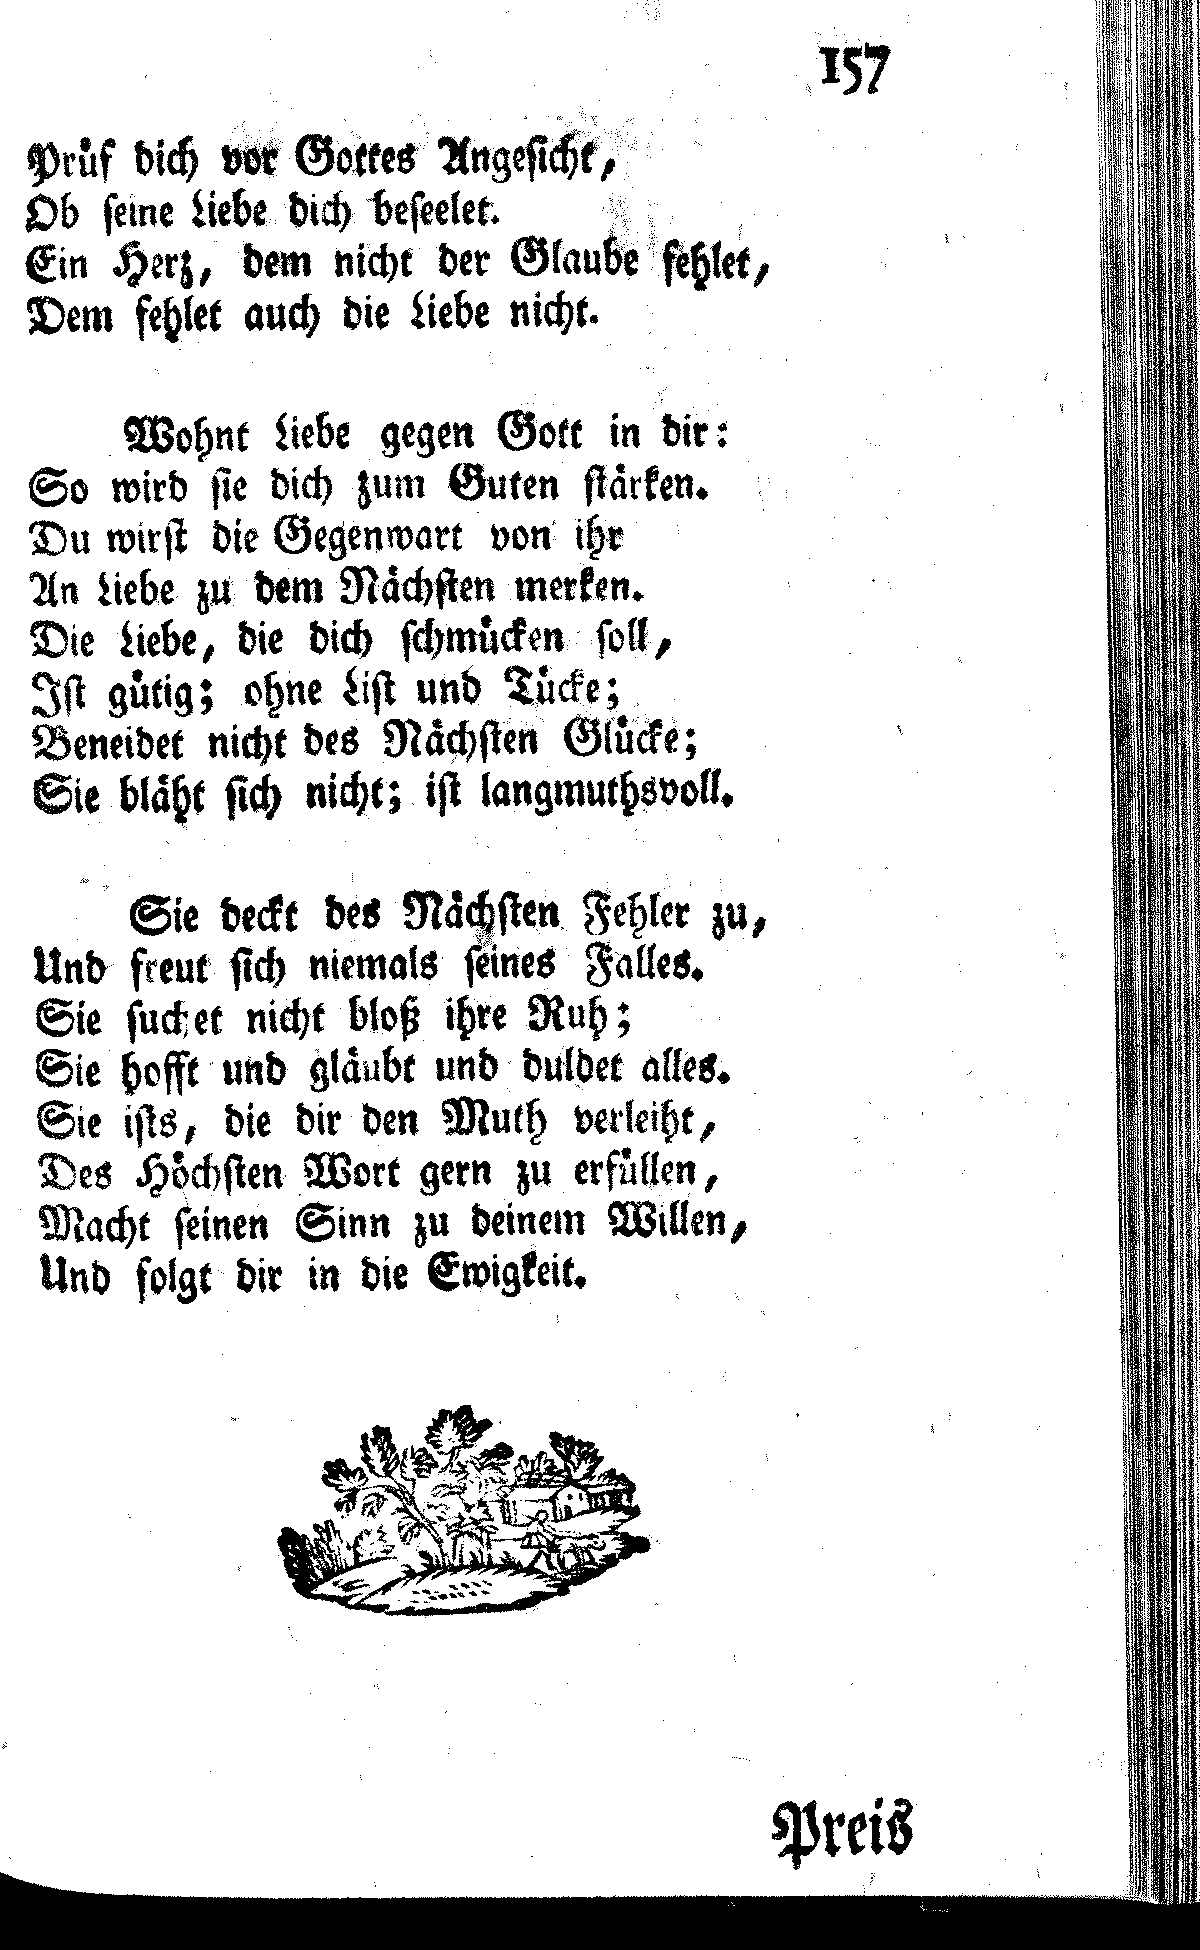 157
Prüf dich vor Gottes Angesicht,
Ob seine Liebe dich beseelet.
Ein Herz, dem nicht der Glaube fehlet,
Dem fehlet auch die Liebe nicht.
Wohnt Liebe gegen Gott in dir:
So wird sie dich zum Guten stärken.
Du wirst die Gegenwart von ihr
An Liebe zu dem Nächsten merken.
Die Liebe, die dich schmücken soll,
Ist gütig; ohne List und Tücke;
Beneidet nicht des Nächsten Glücke;
Sie bläht sich nicht; ist langmuthsvoll.
Sie deckt des Nächsten Fehler zu,
Und freut sich niemals seines Falles.
Sie suchet nicht bloß ihre Ruh;
Sie hofft und gläubt und duldet alles.
Sie ists, die dir den Muth verleiht,
Des Höchsten Wort gern zu erfüllen,
Macht seinen Sinn zu deinem Willen,
Und folgt dir in die Ewigkeit.
Preis